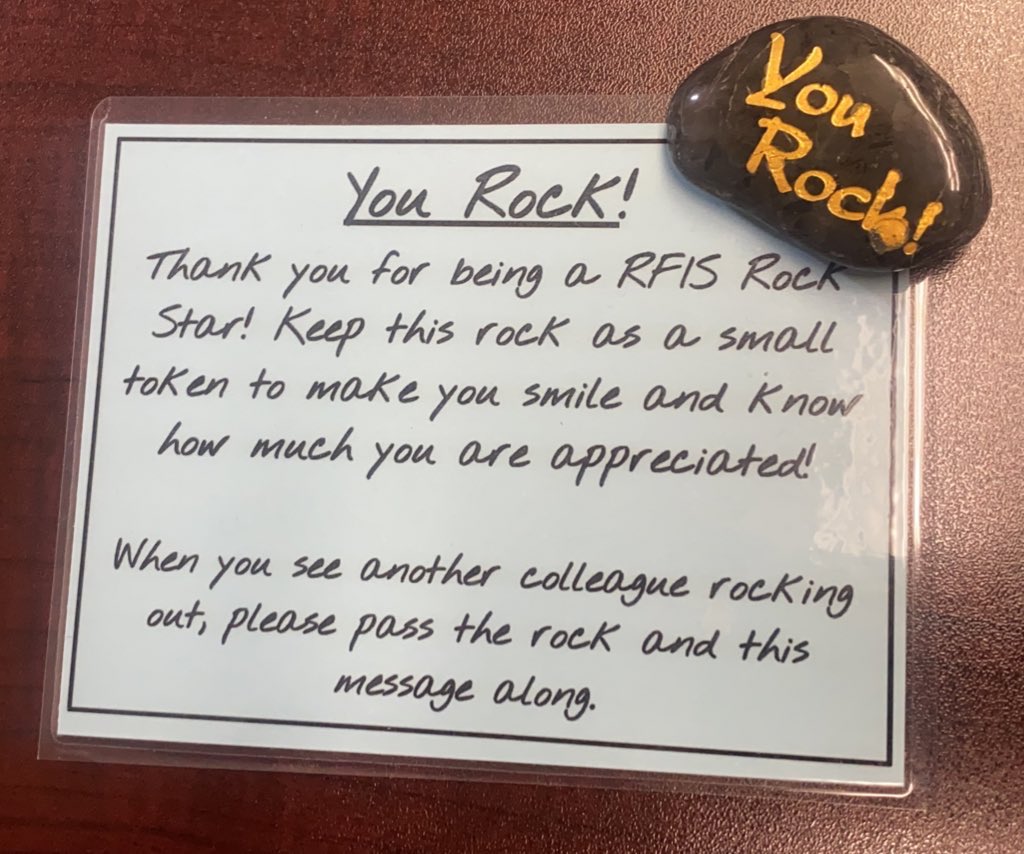 You Rock!
Thank you for being a RFIS Rock
Star! Keep this rock as a small
token to make you smile and know
how much you are appreciated!
When you see another colleague rocking
out, please pass the rock and this
message along.
You
Rock!